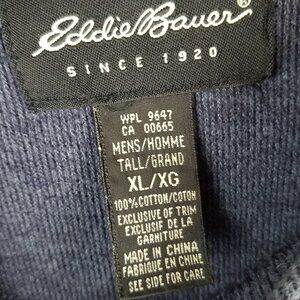 Eddie Bauer®
SINCE 1920
WPL 9647
CA 00665
MENS/HOMME
TALL/GRAND
XL/XG
100% COTTON/COTON
EXCLUSIVE OF TRIM
EXCLUSIF DE LA
GARNITURE
MADE IN CHINA
FABRIQUE EN CHINE
SEE SIDE FOR CARE